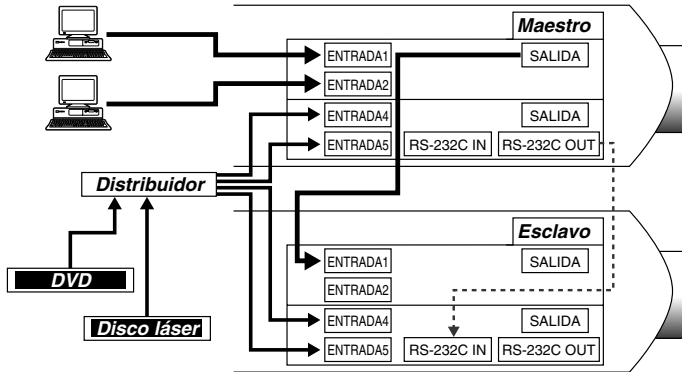 Maestro
ENTRADA1 SALIDA
ENTRADA2
ENTRADA4 SALIDA
ENTRADA5 RS-232C IN RS-232C OUT
Distribuidor
Esclavo
ENTRADA1 SALIDA
DVD
ENTRADA2
Disco láser
ENTRADA4 SALIDA
ENTRADA5 RS-232C IN RS-232C OUT